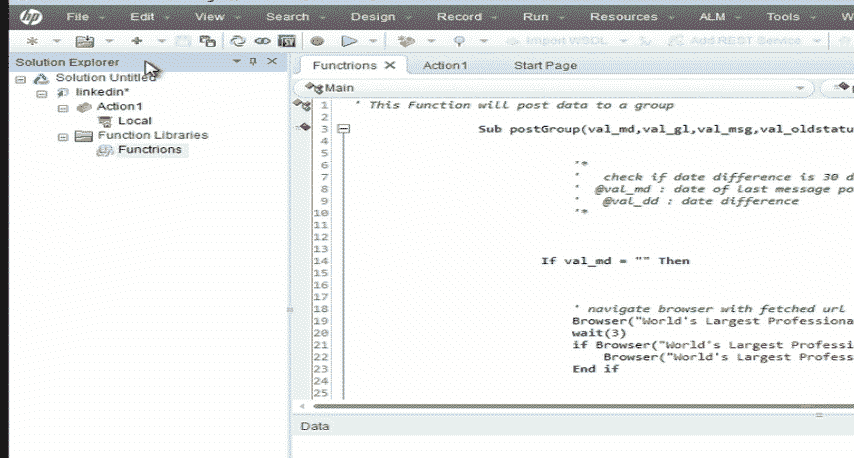 hp File Edit View Search Design Record Run Resources ALM Tools W
Import WSDL Add REST Service
Solution Explorer
Solution Untitled
linkedin*
Action1
Local
Function Libraries
Functrions
Functrions Action1 Start Page
Main
1 ' This Function will post data to a group
2
3 Sub postGroup(val_md,val_gl,val_msg,val_oldstatu
5
6 '*
7 ' check if date difference is 30 d
8 ' @val_md : date of last message po
9 ' @val_dd : date difference
10 '*
11
12
13
14 If val_md = "" Then
15
16
17
18 ' navigate browser with fetched url
19 Browser("World's Largest Professiona
20 wait(3)
21 if Browser("World's Largest Professi
22 Browser("World's Largest Profess
23 End if
24
25
Data